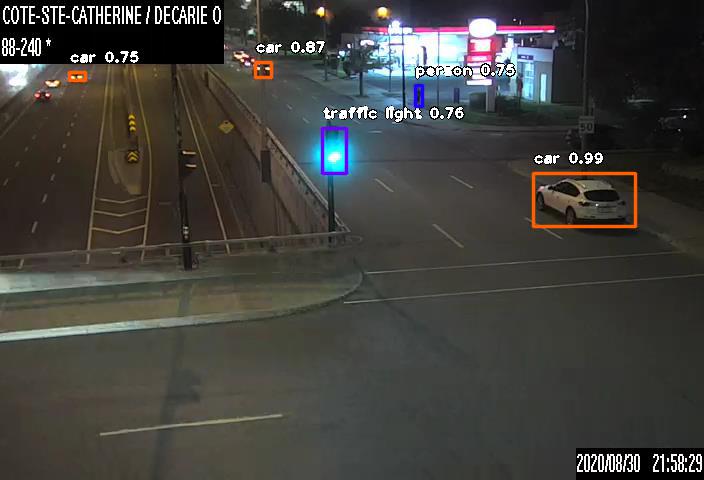 COTE-STE-CATHERINE / DECARIE O
88-240 *
car 0.75
car 0.87
person 0.75
traffic light 0.76
car 0.99
50
2020/08/30 21:58:29